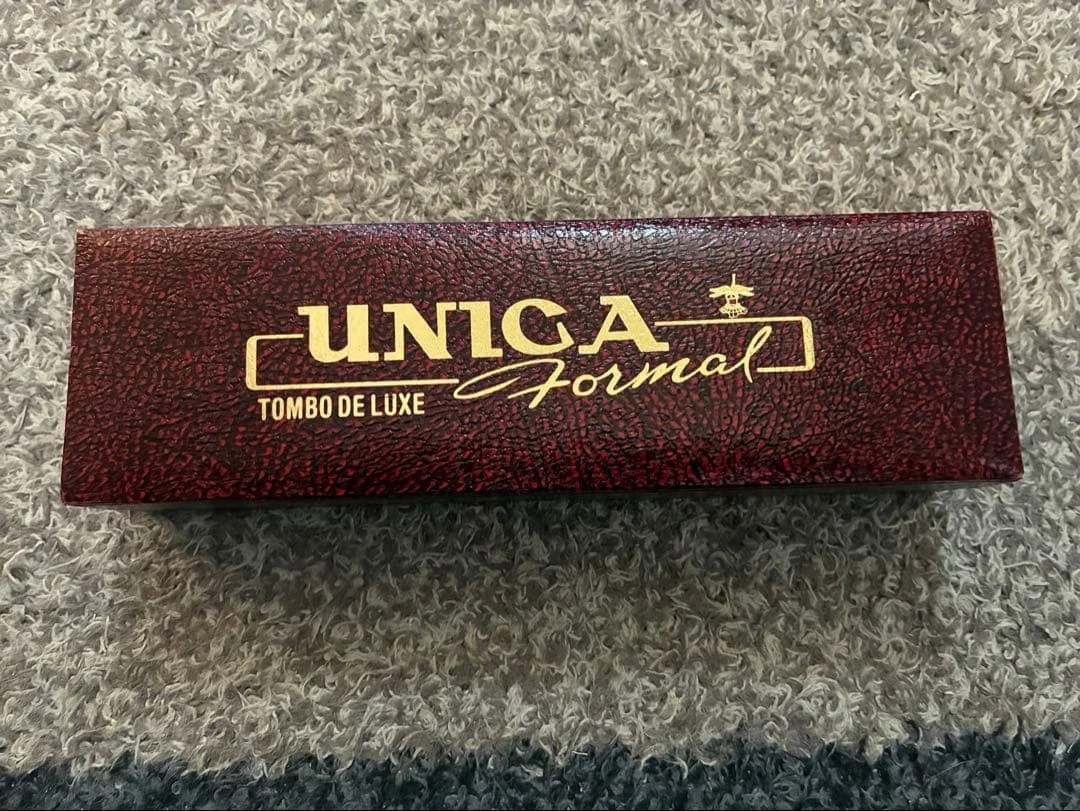 UNICA
Formal
TOMBO DE LUXE